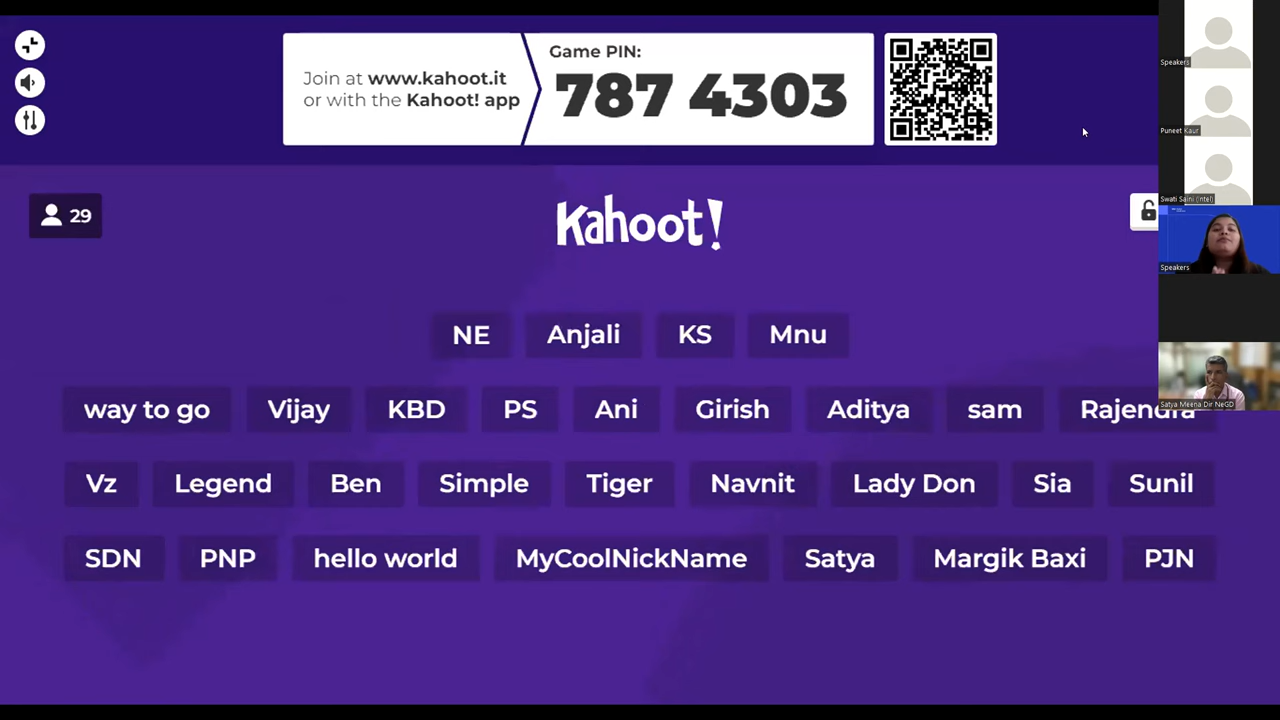 Join at www.kahoot.it
or with the Kahoot! app
Game PIN:
787 4303
29
Kahoot!
NE Anjali KS Mnu
way to go Vijay KBD PS Ani Girish Aditya sam Rajendra
Vz Legend Ben Simple Tiger Navnit Lady Don Sia Sunil
SDN PNP hello world MyCoolNickName Satya Margik Baxi PJN
Speakers
Puneet Kaur
Swati Saini (Intel)
Speakers
Satya Meena Dir NeGD